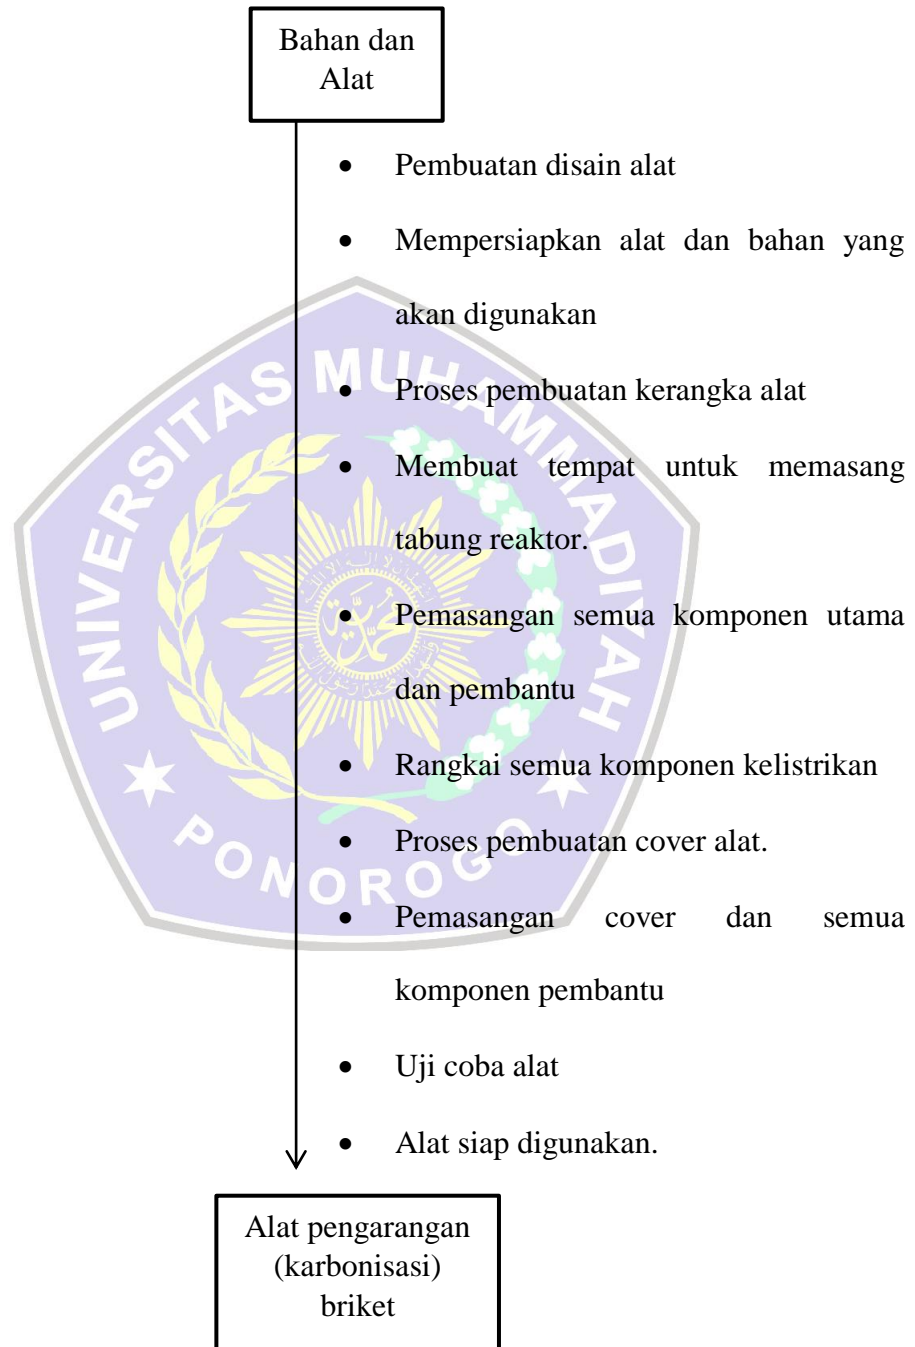 Bahan dan
Alat
• Pembuatan disain alat
• Mempersiapkan alat dan bahan yang
akan digunakan
• Proses pembuatan kerangka alat
• Membuat tempat untuk memasang
tabung reaktor.
• Pemasangan semua komponen utama
dan pembantu
• Rangkai semua komponen kelistrikan
• Proses pembuatan cover alat.
• Pemasangan cover dan semua
komponen pembantu
• Uji coba alat
• Alat siap digunakan.
Alat pengarangan
(karbonisasi)
briket
UNIVERSITAS MUHAMMADIYAH
PONOROGO